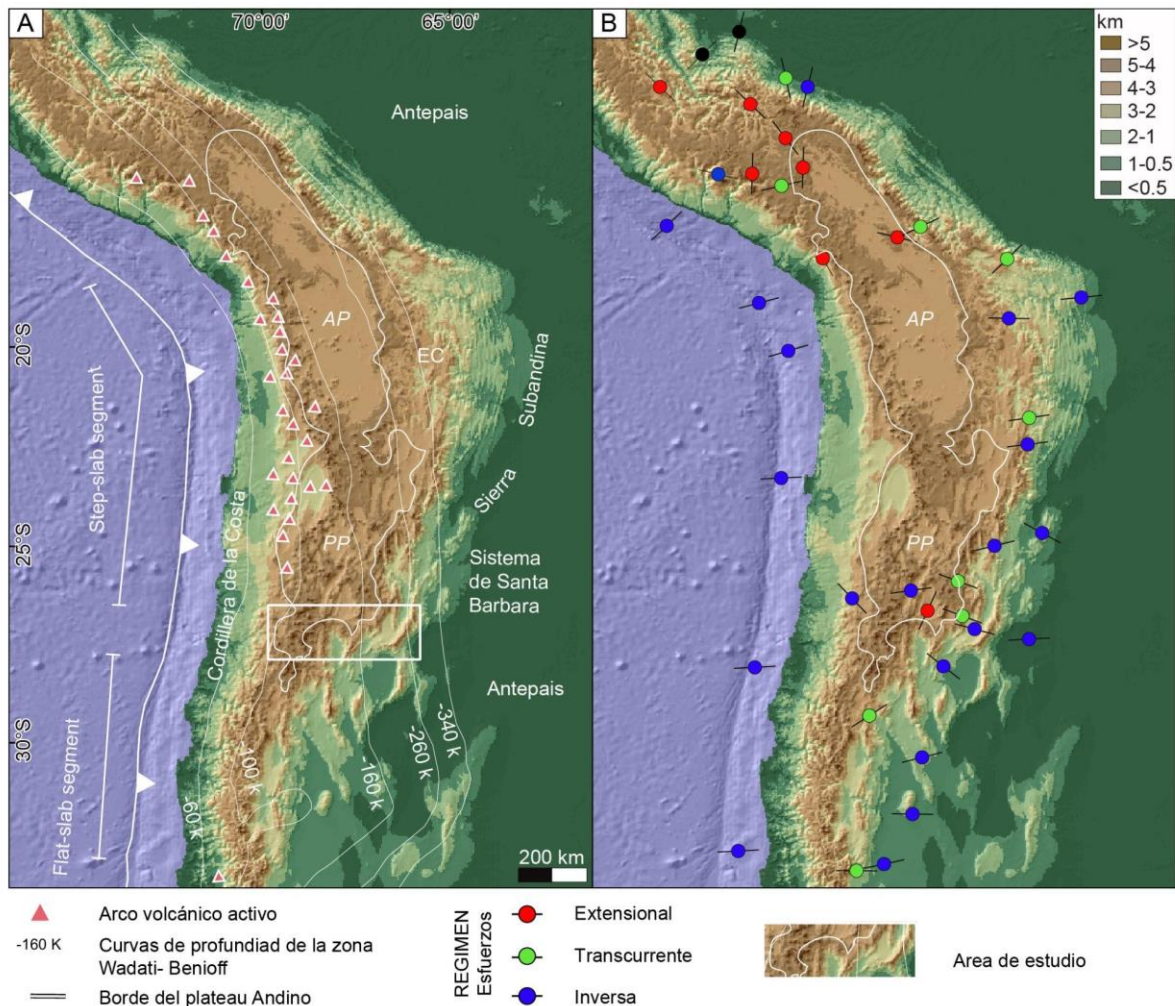 A
70°00'
65°00'
Antepais
20°S
25°S
30°S
Step-slab segment
Flat-slab segment
Cordillera de la Costa
AP
EC
PP
Subandina
Sierra
Sistema
de Santa
Barbara
Antepais
-60 k
-100 k
-160 k
-260 k
-340 k
200 km
B
km
>5
5-4
4-3
3-2
2-1
1-0.5
<0.5
AP
PP
Arco volcánico activo
-160 K
Curvas de profundiad de la zona
Wadati- Benioff
Borde del plateau Andino
REGIMEN
Esfuerzos
Extensional
Transcurrente
Inversa
Area de estudio